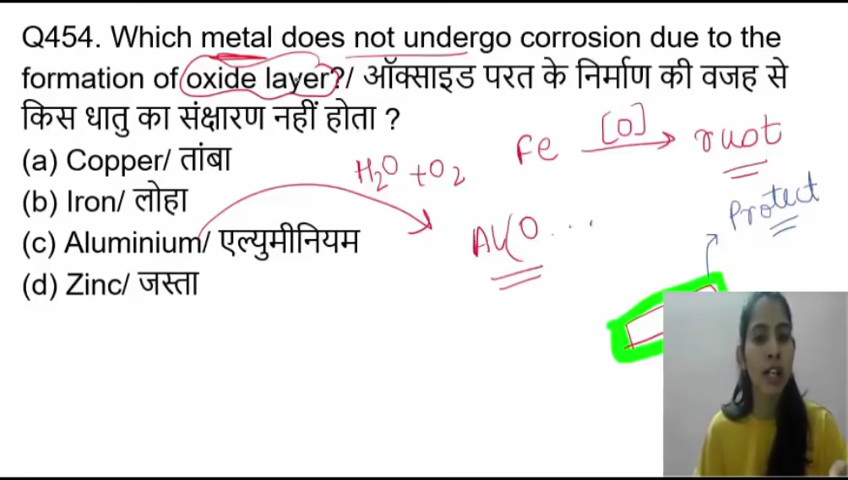 Q454. Which metal does not undergo corrosion due to the
formation of oxide layer?/ ऑक्साइड परत के निर्माण की वजह से
किस धातु का संक्षारण नहीं होता ?
(a) Copper/ तांबा
(b) Iron/ लोहा
(c) Aluminium/ एल्युमीनियम
(d) Zinc/ जस्ता
H₂O + O₂
Fe [O] → rust
Protect